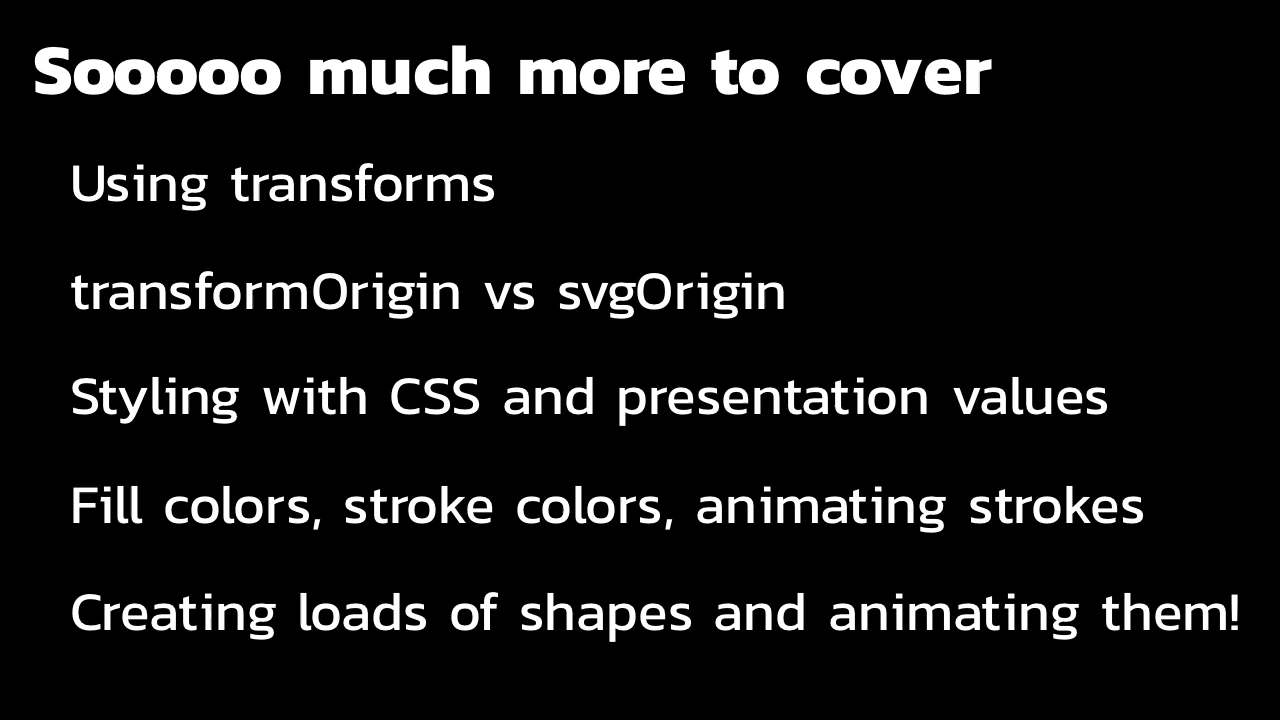 Sooooo much more to cover
Using transforms
transformOrigin vs svgOrigin
Styling with CSS and presentation values
Fill colors, stroke colors, animating strokes
Creating loads of shapes and animating them!